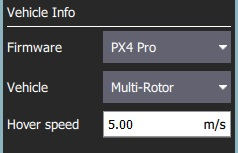 Vehicle Info
Firmware PX4 Pro
Vehicle Multi-Rotor
Hover speed 5.00 m/s